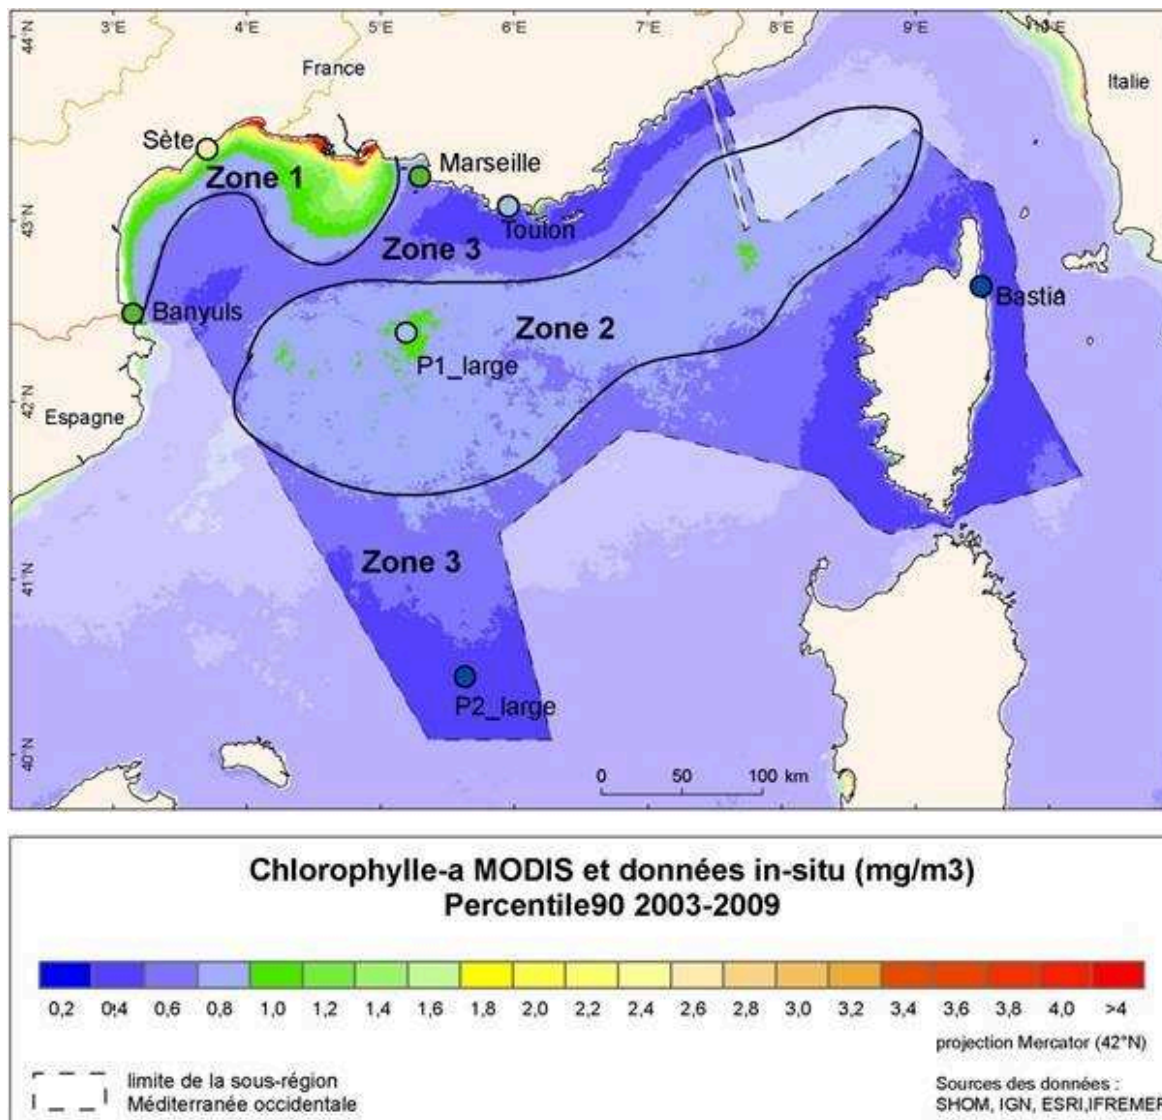 3°E 4°E 5°E 6°E 7°E 8°E 9°E 10°E
44°N
France
Italie
Sète
Marseille
Zone 1
43°N
Toulon
Zone 3
Bastia
Banyuls
Zone 2
P1_large
42°N
Espagne
Zone 3
41°N
P2_large
40°N
0 50 100 km
Chlorophylle-a MODIS et données in-situ (mg/m3)
Percentile90 2003-2009
0,2 0,4 0,6 0,8 1,0 1,2 1,4 1,6 1,8 2,0 2,2 2,4 2,6 2,8 3,0 3,2 3,4 3,6 3,8 4,0 >4
projection Mercator (42°N)
limite de la sous-région
Méditerranée occidentale
Sources des données :
SHOM, IGN, ESRI,IFREMER